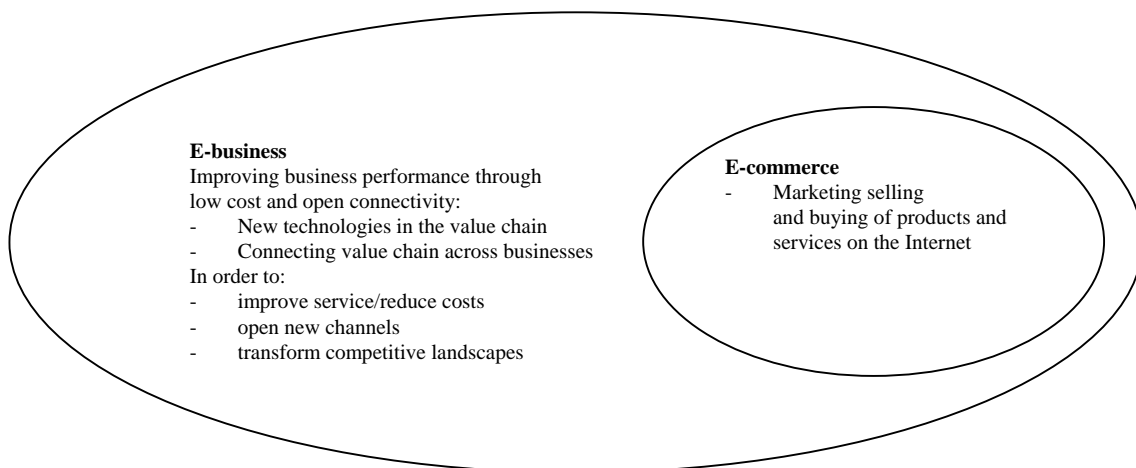 E-business
Improving business performance through
low cost and open connectivity:
- New technologies in the value chain
- Connecting value chain across businesses
In order to:
- improve service/reduce costs
- open new channels
- transform competitive landscapes
E-commerce
- Marketing selling
and buying of products and
services on the Internet